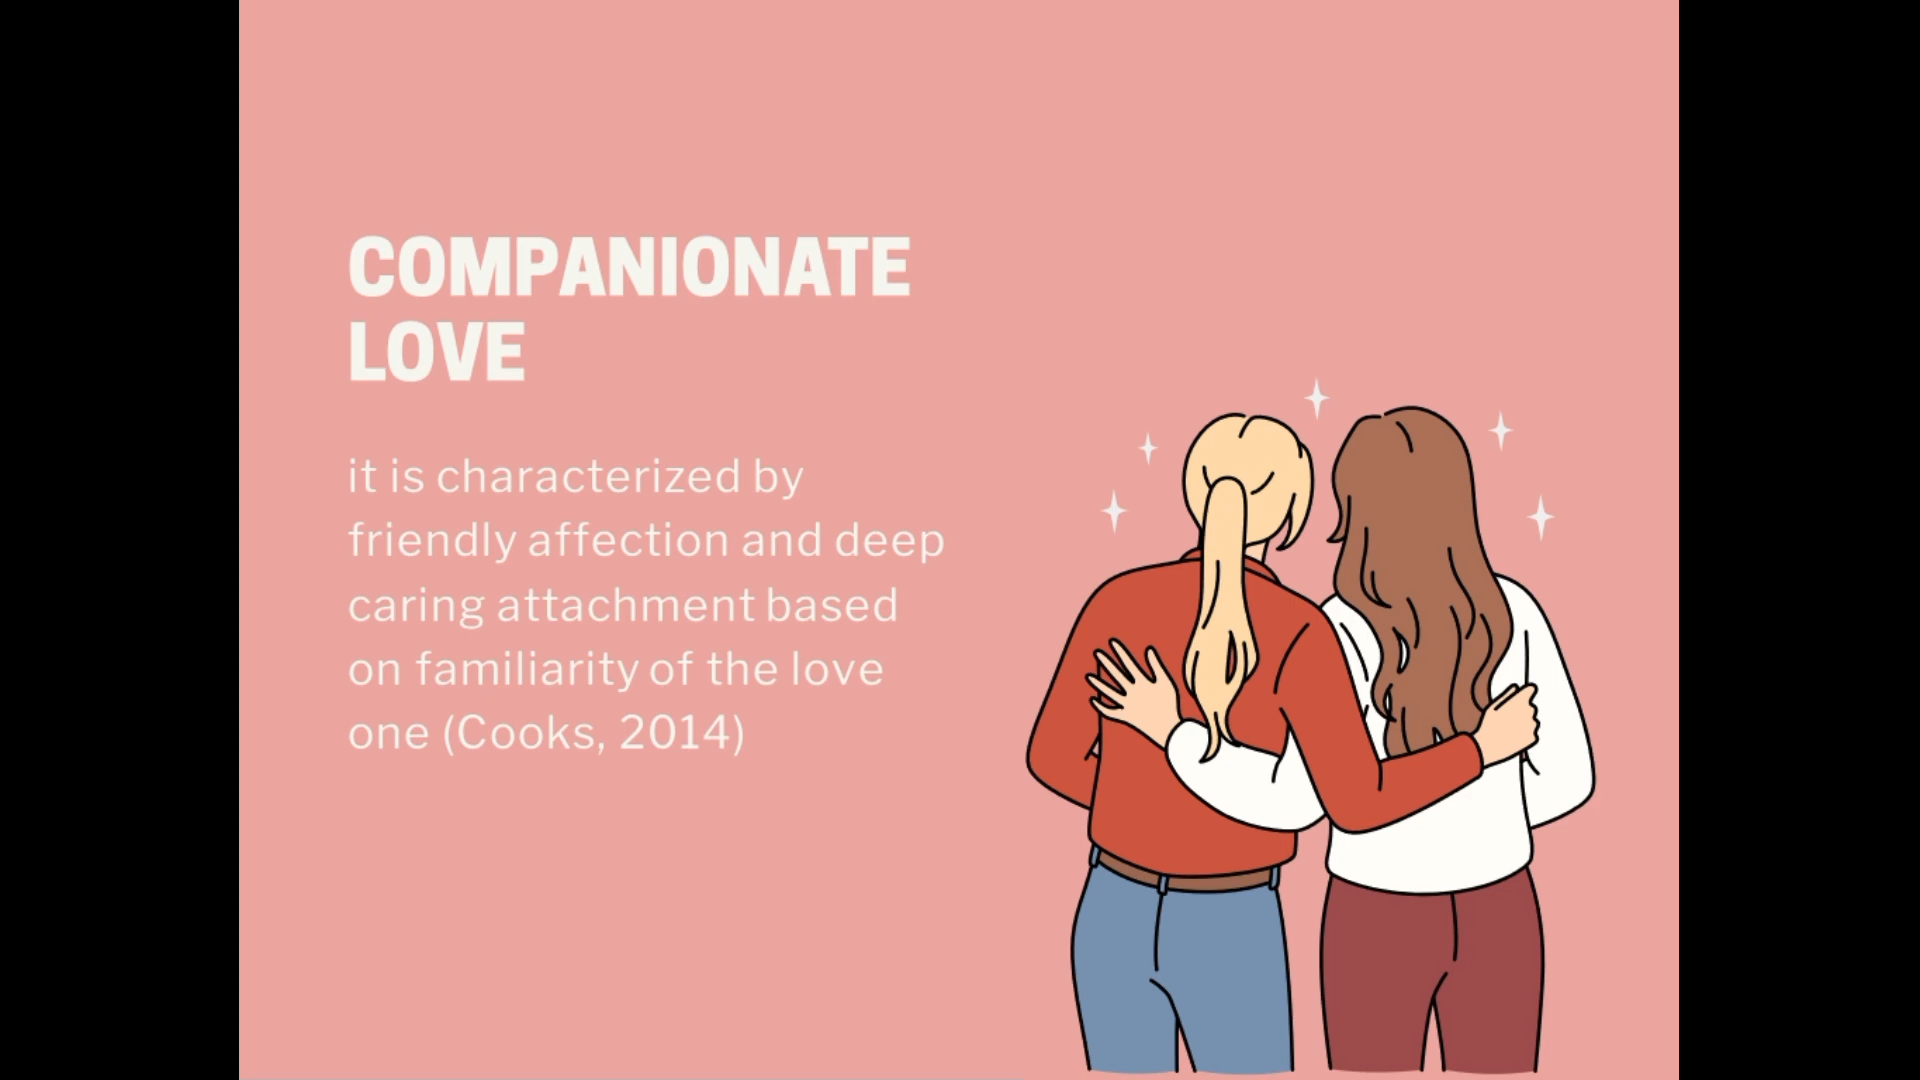 COMPANIONATE
LOVE
it is characterized by
friendly affection and deep
caring attachment based
on familiarity of the love
one (Cooks, 2014)